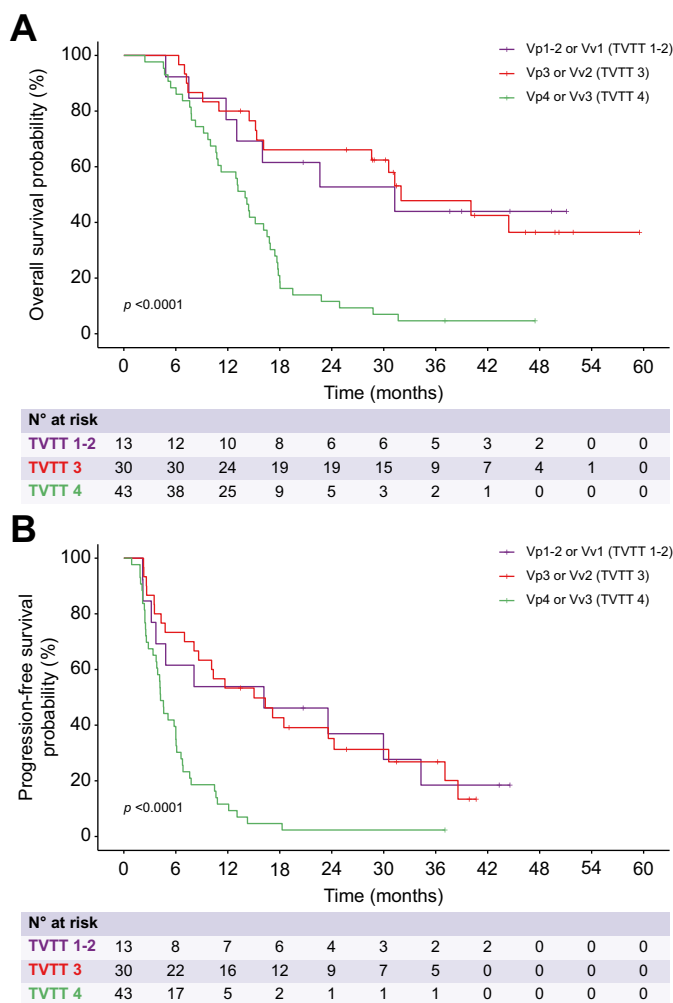 A
Overall survival probability (%)
100
80
60
40
20
0
Vp1-2 or Vv1 (TVTT 1-2)
Vp3 or Vv2 (TVTT 3)
Vp4 or Vv3 (TVTT 4)
p <0.0001
0 6 12 18 24 30 36 42 48 54 60
Time (months)
N° at risk
TVTT 1-2 13 12 10 8 6 6 5 3 2 0 0
TVTT 3 30 30 24 19 19 15 9 7 4 1 0
TVTT 4 43 38 25 9 5 3 2 1 0 0 0
B
Progression-free survival
probability (%)
100
80
60
40
20
0
Vp1-2 or Vv1 (TVTT 1-2)
Vp3 or Vv2 (TVTT 3)
Vp4 or Vv3 (TVTT 4)
p <0.0001
0 6 12 18 24 30 36 42 48 54 60
Time (months)
N° at risk
TVTT 1-2 13 8 7 6 4 3 2 2 0 0 0
TVTT 3 30 22 16 12 9 7 5 0 0 0 0
TVTT 4 43 17 5 2 1 1 1 0 0 0 0